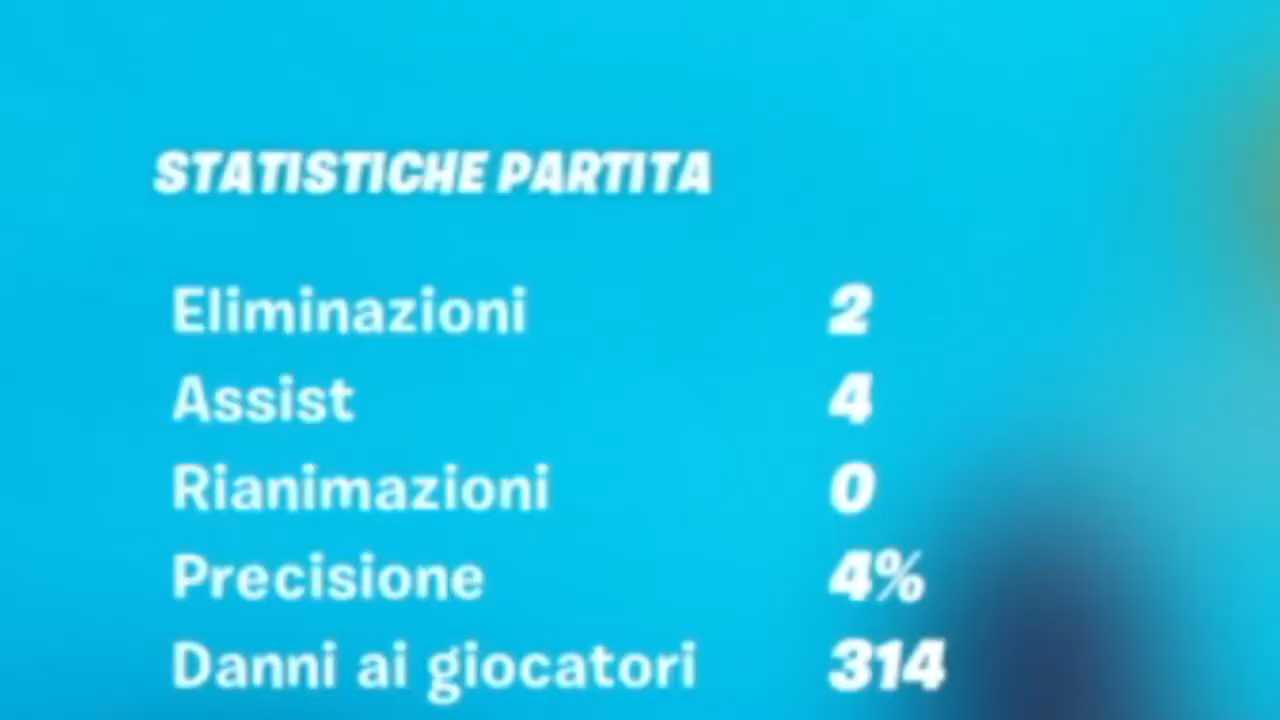 STATISTICHE PARTITA
Eliminazioni 2
Assist 4
Rianimazioni 0
Precisione 4%
Danni ai giocatori 314